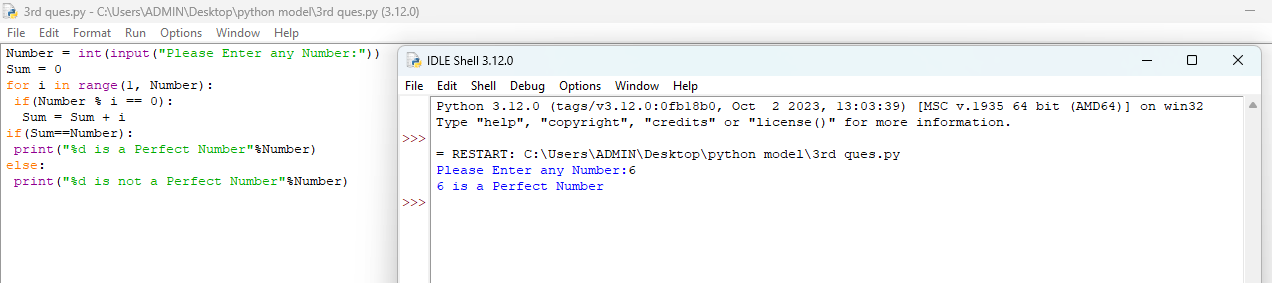 3rd ques.py - C:\Users\ADMIN\Desktop\python model\3rd ques.py (3.12.0)
File Edit Format Run Options Window Help
Number = int(input("Please Enter any Number:"))
Sum = 0
for i in range(1, Number):
 if(Number % i == 0):
  Sum = Sum + i
if(Sum==Number):
 print("%d is a Perfect Number"%Number)
else:
 print("%d is not a Perfect Number"%Number)
IDLE Shell 3.12.0
File Edit Shell Debug Options Window Help
Python 3.12.0 (tags/v3.12.0:0fb18b0, Oct  2 2023, 13:03:39) [MSC v.1935 64 bit (AMD64)] on win32
Type "help", "copyright", "credits" or "license()" for more information.
>>>
= RESTART: C:\Users\ADMIN\Desktop\python model\3rd ques.py
Please Enter any Number:6
6 is a Perfect Number
>>>